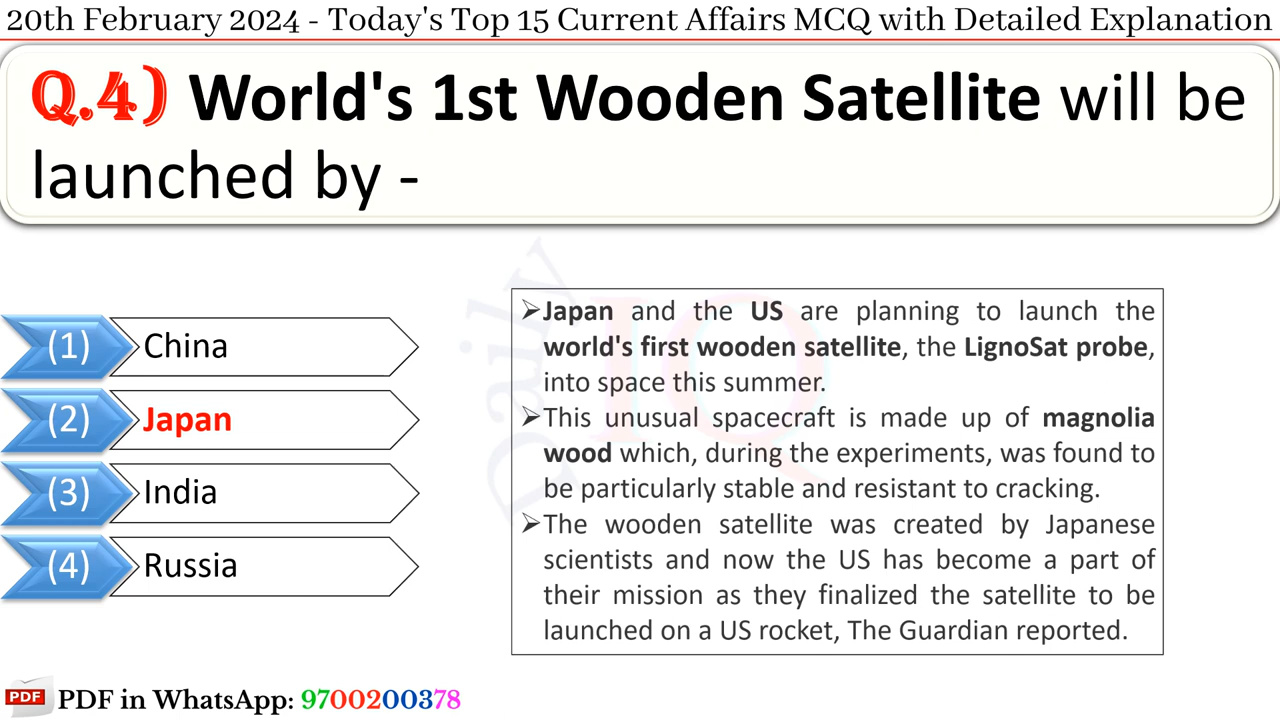 20th February 2024 - Today's Top 15 Current Affairs MCQ with Detailed Explanation
Q.4) World's 1st Wooden Satellite will be
launched by -
(1) China
(2) Japan
(3) India
(4) Russia
Daily
IQ
➢Japan and the US are planning to launch the
world's first wooden satellite, the LignoSat probe,
into space this summer.
➢This unusual spacecraft is made up of magnolia
wood which, during the experiments, was found to
be particularly stable and resistant to cracking.
➢The wooden satellite was created by Japanese
scientists and now the US has become a part of
their mission as they finalized the satellite to be
launched on a US rocket, The Guardian reported.
PDF PDF in WhatsApp: 9700200378